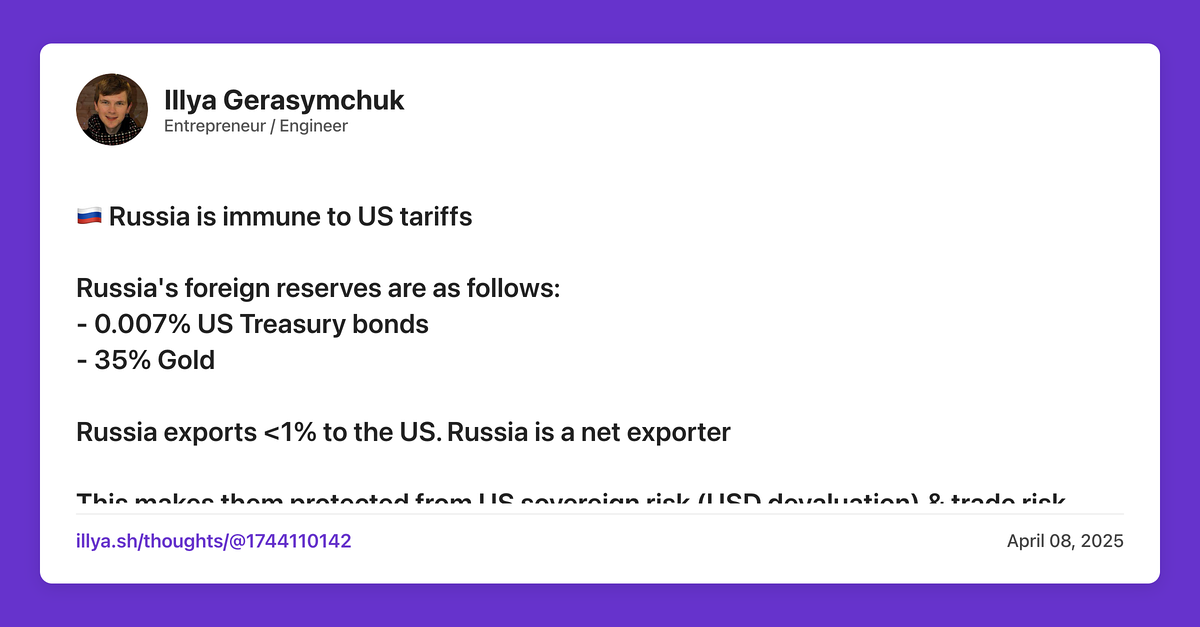 Illya Gerasymchuk
Entrepreneur / Engineer
🇷🇺 Russia is immune to US tariffs
Russia's foreign reserves are as follows:
- 0.007% US Treasury bonds
- 35% Gold
Russia exports <1% to the US. Russia is a net exporter
This makes them protected from US sovereign risk (USD devaluation) & trade risk
illya.sh/thoughts/@1744110142
April 08, 2025